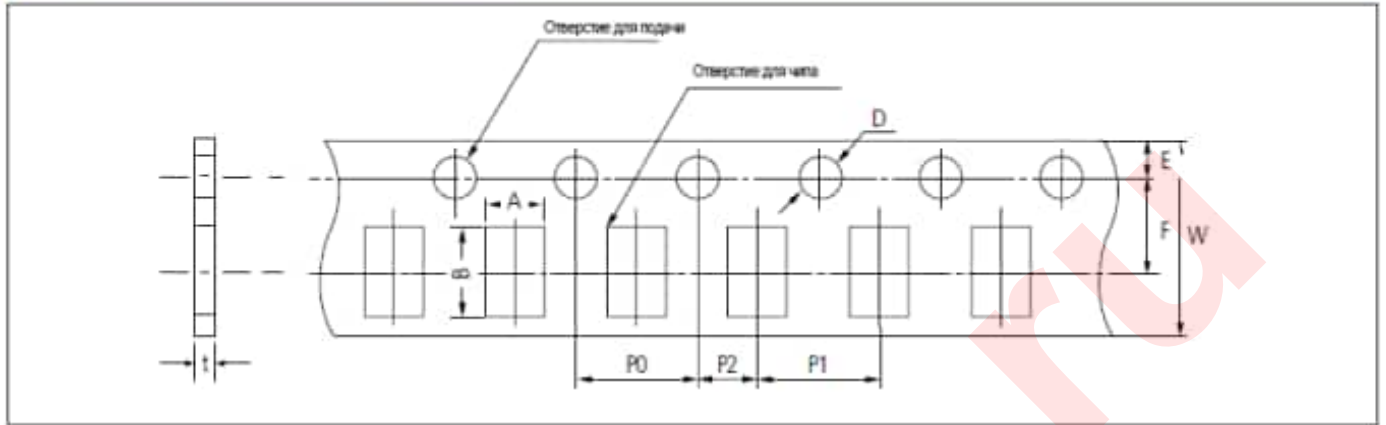 Отверстие для подачи
Отверстие для чипа
D
E
A
F
W
B
t
P0
P2
P1
ru